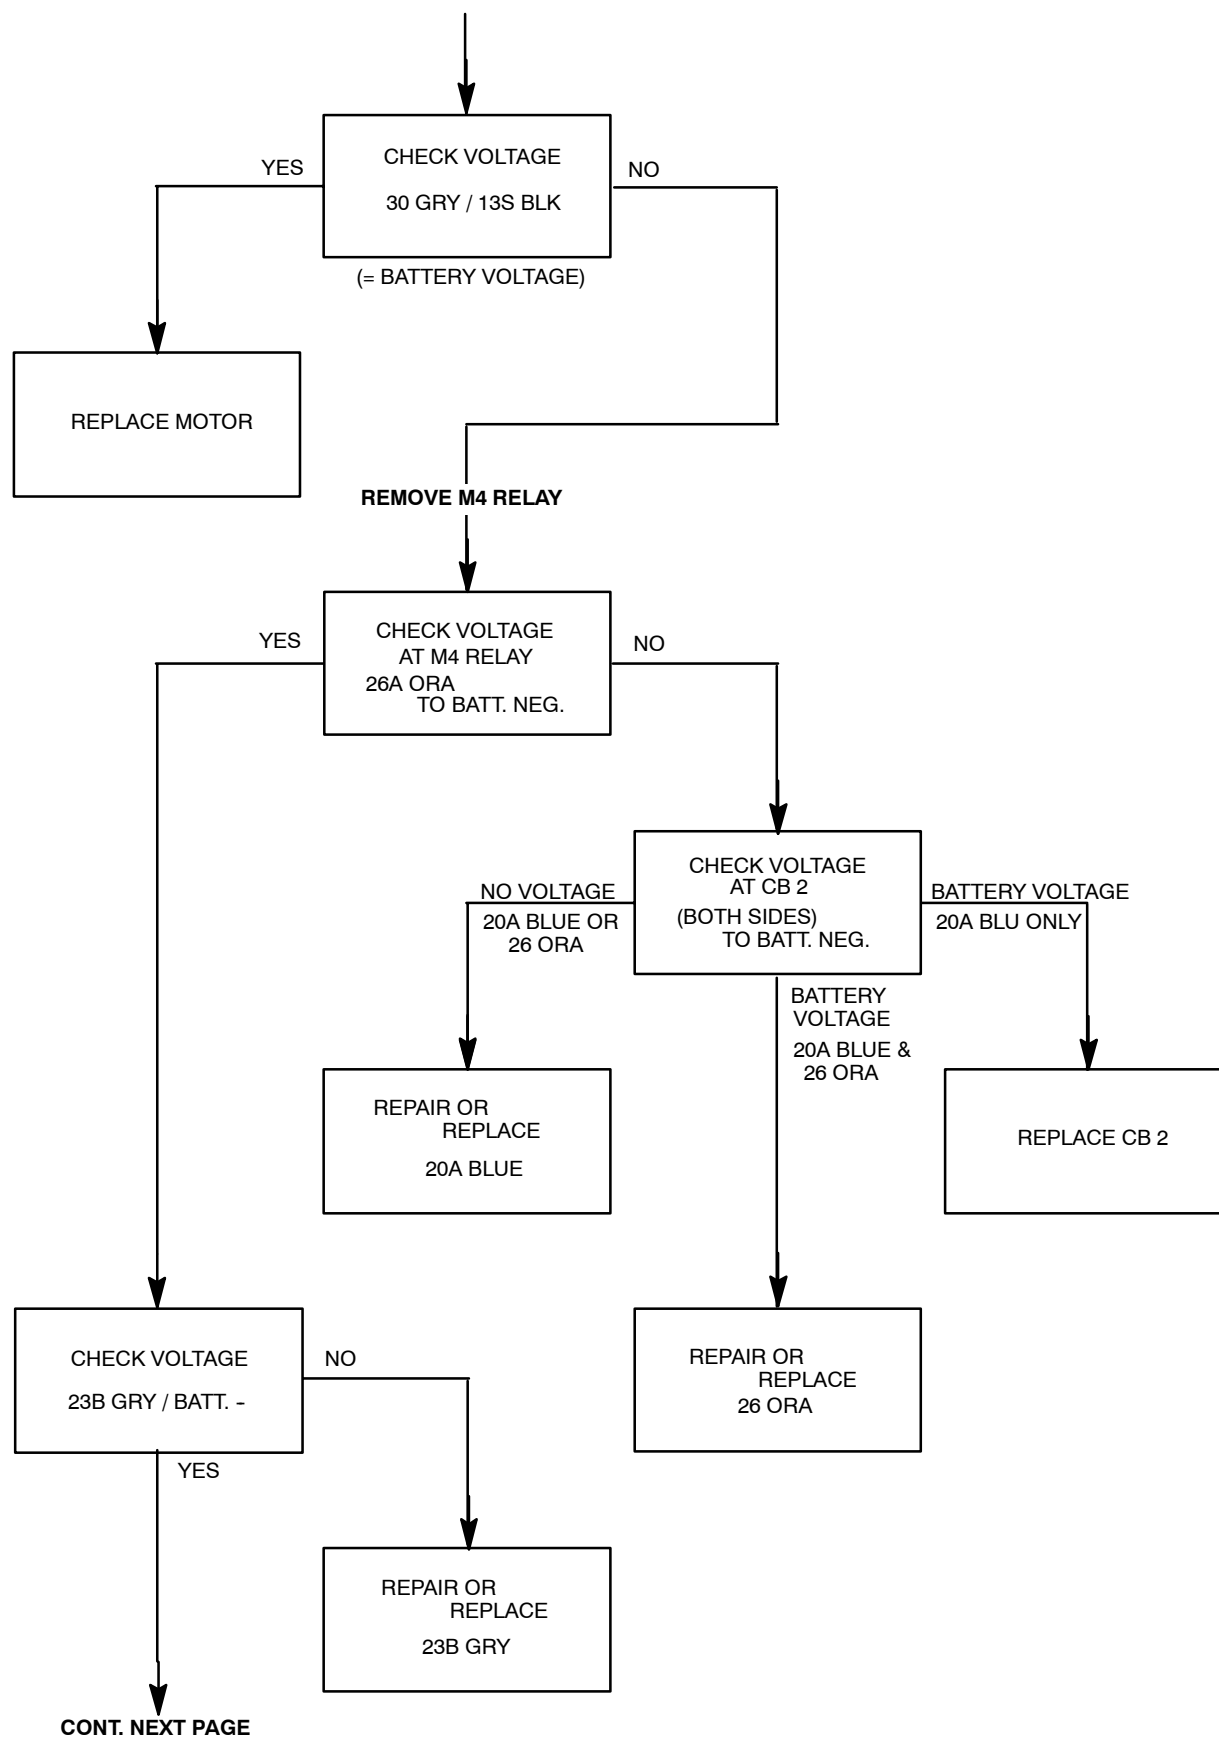 CHECK VOLTAGE
30 GRY / 13S BLK
YES
NO
(= BATTERY VOLTAGE)
REPLACE MOTOR
REMOVE M4 RELAY
CHECK VOLTAGE
AT M4 RELAY
26A ORA
TO BATT. NEG.
YES
NO
CHECK VOLTAGE
AT CB 2
(BOTH SIDES)
TO BATT. NEG.
NO VOLTAGE
20A BLUE OR
26 ORA
BATTERY VOLTAGE
20A BLU ONLY
BATTERY
VOLTAGE
20A BLUE &
26 ORA
REPAIR OR
REPLACE
20A BLUE
REPLACE CB 2
CHECK VOLTAGE
23B GRY / BATT. -
NO
YES
REPAIR OR
REPLACE
26 ORA
REPAIR OR
REPLACE
23B GRY
CONT. NEXT PAGE